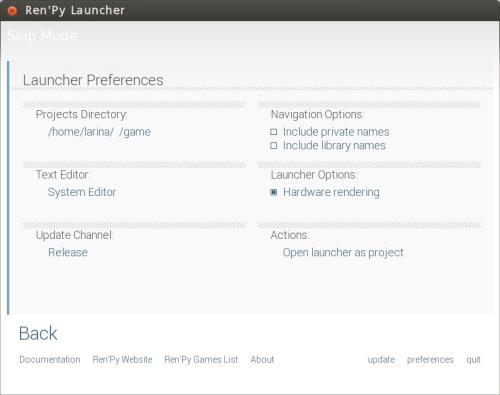 Ren'Py Launcher
Skip Mode
Launcher Preferences
Projects Directory:
/home/larina/ /game
Text Editor:
System Editor
Update Channel:
Release
Navigation Options:
Include private names
Include library names
Launcher Options:
Hardware rendering
Actions:
Open launcher as project
Back
Documentation Ren'Py Website Ren'Py Games List About update preferences quit